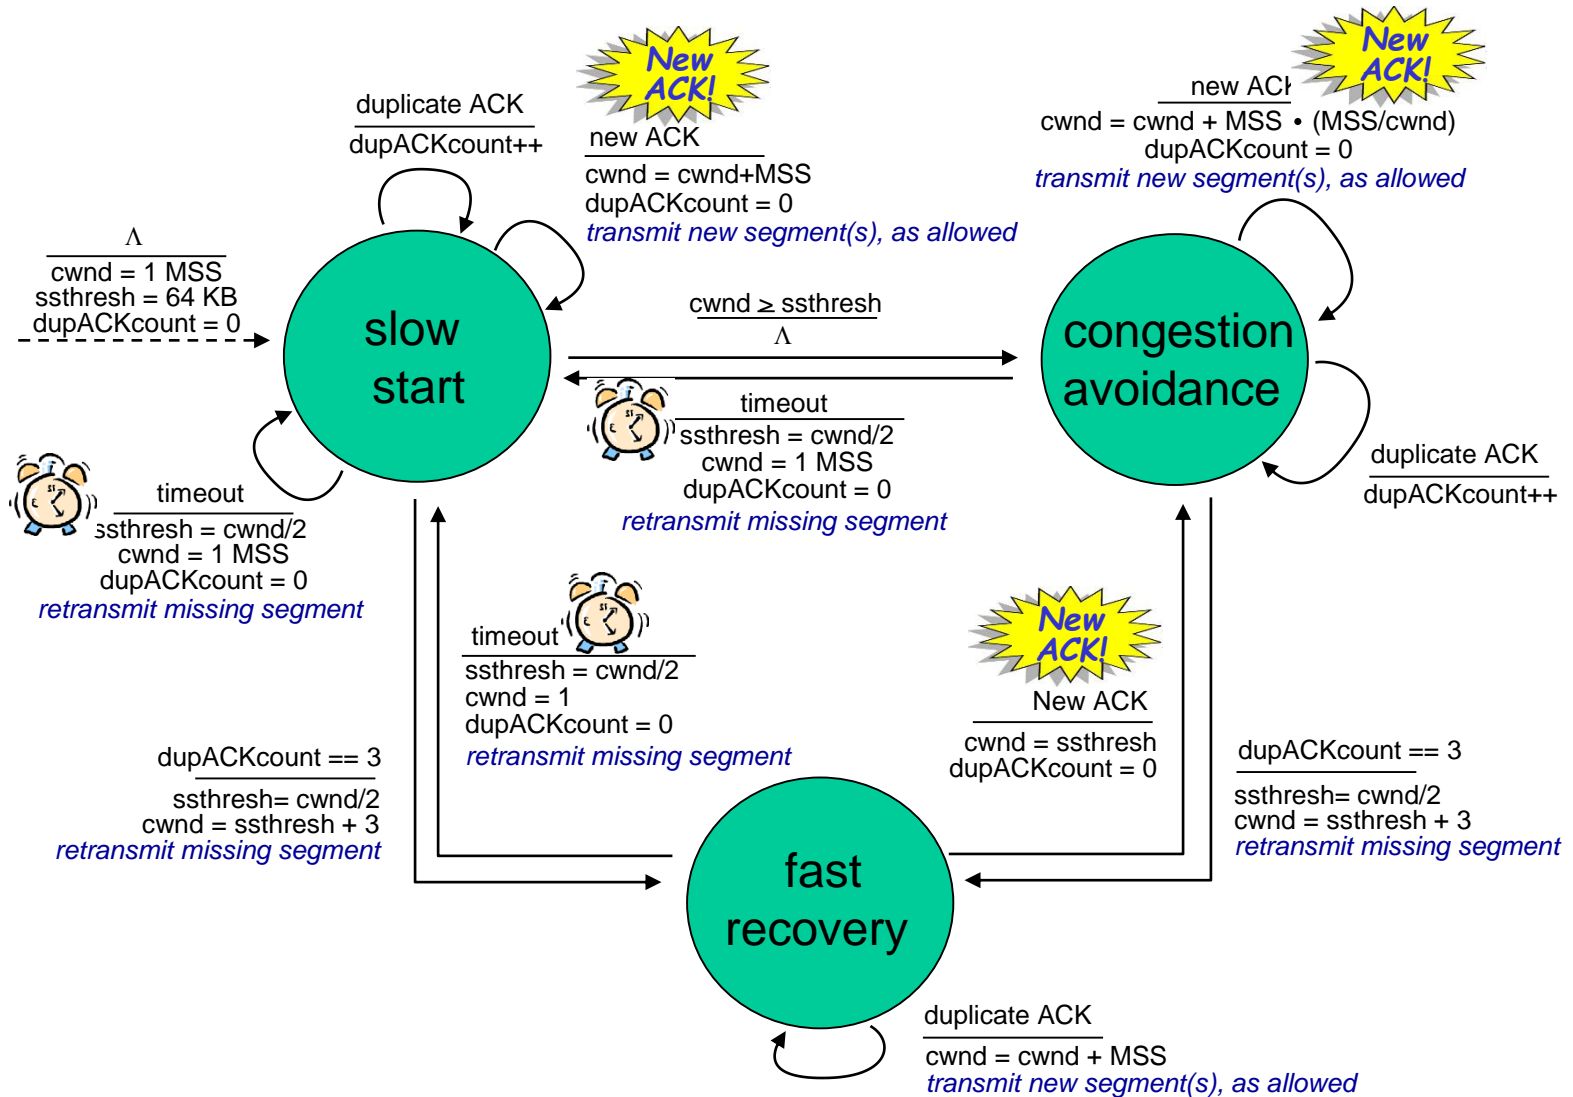 New
ACK!
duplicate ACK
dupACKcount++
new ACK
cwnd = cwnd+MSS
dupACKcount = 0
transmit new segment(s), as allowed
New
ACK!
new ACK
cwnd = cwnd + MSS • (MSS/cwnd)
dupACKcount = 0
transmit new segment(s), as allowed
Λ
cwnd = 1 MSS
ssthresh = 64 KB
dupACKcount = 0
slow
start
cwnd ≥ ssthresh
Λ
congestion
avoidance
timeout
ssthresh = cwnd/2
cwnd = 1 MSS
dupACKcount = 0
retransmit missing segment
duplicate ACK
dupACKcount++
timeout
ssthresh = cwnd/2
cwnd = 1 MSS
dupACKcount = 0
retransmit missing segment
timeout
ssthresh = cwnd/2
cwnd = 1
dupACKcount = 0
retransmit missing segment
New
ACK!
New ACK
cwnd = ssthresh
dupACKcount = 0
dupACKcount == 3
ssthresh= cwnd/2
cwnd = ssthresh + 3
retransmit missing segment
dupACKcount == 3
ssthresh= cwnd/2
cwnd = ssthresh + 3
retransmit missing segment
fast
recovery
duplicate ACK
cwnd = cwnd + MSS
transmit new segment(s), as allowed